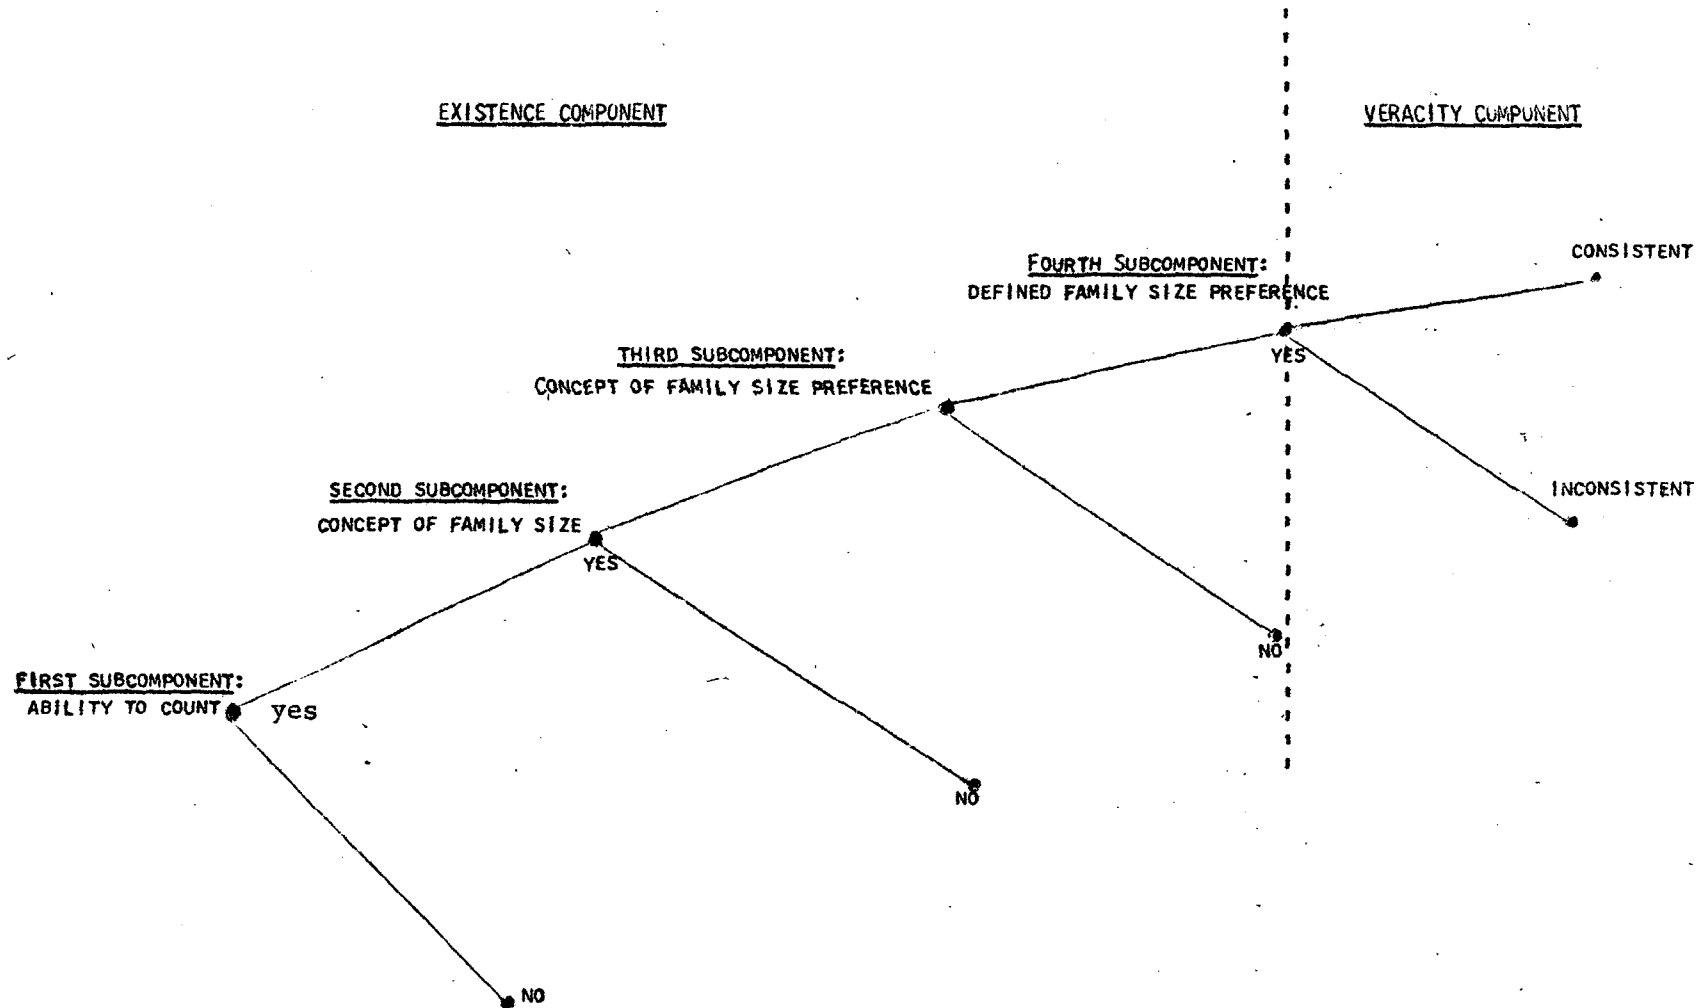 EXISTENCE COMPONENT
VERACITY COMPONENT
CONSISTENT
FOURTH SUBCOMPONENT:
DEFINED FAMILY SIZE PREFERENCE
YES
THIRD SUBCOMPONENT:
CONCEPT OF FAMILY SIZE PREFERENCE
INCONSISTENT
SECOND SUBCOMPONENT:
CONCEPT OF FAMILY SIZE
YES
NO
FIRST SUBCOMPONENT:
ABILITY TO COUNT yes
NO
NO